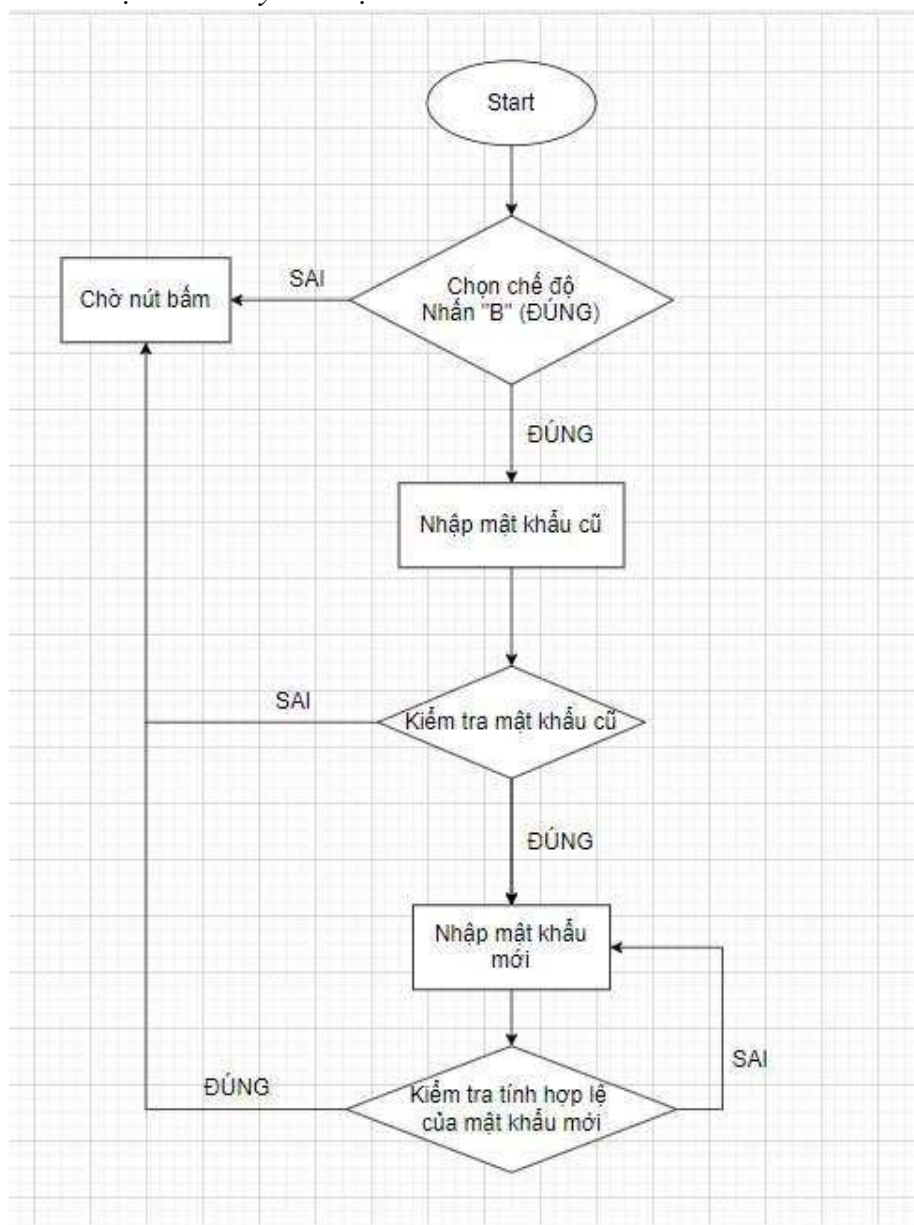 Start
Chọn chế độ
Nhấn "B" (ĐÚNG)
SAI
Chờ nút bấm
ĐÚNG
Nhập mật khẩu cũ
Kiểm tra mật khẩu cũ
SAI
ĐÚNG
Nhập mật khẩu
mới
SAI
Kiểm tra tính hợp lệ
của mật khẩu mới
ĐÚNG